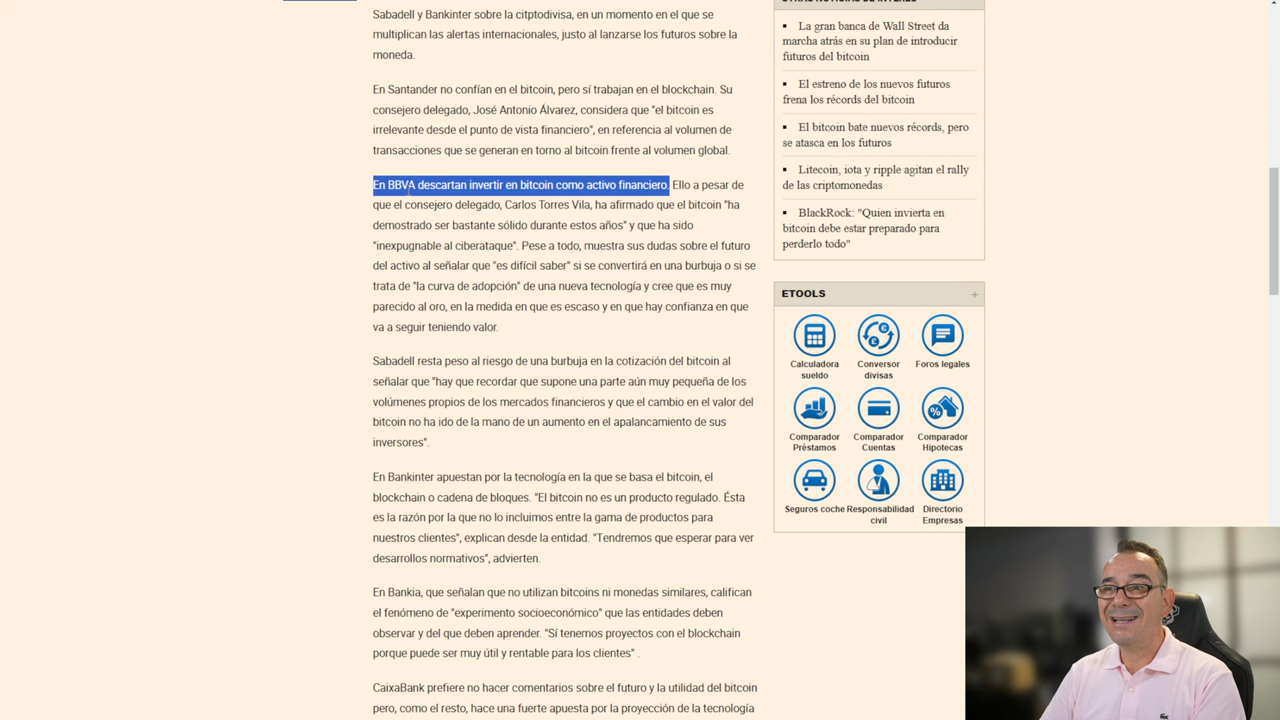 Sabadell y Bankinter sobre la citptodivisa, en un momento en el que se
multiplican las alertas internacionales, justo al lanzarse los futuros sobre la
moneda.
En Santander no confían en el bitcoin, pero sí trabajan en el blockchain. Su
consejero delegado, José Antonio Álvarez, considera que "el bitcoin es
irrelevante desde el punto de vista financiero", en referencia al volumen de
transacciones que se generan en torno al bitcoin frente al volumen global.
En BBVA descartan invertir en bitcoin como activo financiero. Ello a pesar de
que el consejero delegado, Carlos Torres Vila, ha afirmado que el bitcoin "ha
demostrado ser bastante sólido durante estos años" y que ha sido
"inexpugnable al ciberataque". Pese a todo, muestra sus dudas sobre el futuro
del activo al señalar que "es difícil saber" si se convertirá en una burbuja o si se
trata de "la curva de adopción" de una nueva tecnología y cree que es muy
parecido al oro, en la medida en que es escaso y en que hay confianza en que
va a seguir teniendo valor.
Sabadell resta peso al riesgo de una burbuja en la cotización del bitcoin al
señalar que "hay que recordar que supone una parte aún muy pequeña de los
volúmenes propios de los mercados financieros y que el cambio en el valor del
bitcoin no ha ido de la mano de un aumento en el apalancamiento de sus
inversores".
En Bankinter apuestan por la tecnología en la que se basa el bitcoin, el
blockchain o cadena de bloques. "El bitcoin no es un producto regulado. Ésta
es la razón por la que no lo incluimos entre la gama de productos para
nuestros clientes", explican desde la entidad. "Tendremos que esperar para ver
desarrollos normativos", advierten.
En Bankia, que señalan que no utilizan bitcoins ni monedas similares, califican
el fenómeno de "experimento socioeconómico" que las entidades deben
observar y del que deben aprender. "Sí tenemos proyectos con el blockchain
porque puede ser muy útil y rentable para los clientes" .
CaixaBank prefiere no hacer comentarios sobre el futuro y la utilidad del bitcoin
pero, como el resto, hace una fuerte apuesta por la proyección de la tecnología
OTRAS NOTICIAS DE INTERÉS
La gran banca de Wall Street da
marcha atrás en su plan de introducir
futuros del bitcoin
El estreno de los nuevos futuros
frena los récords del bitcoin
El bitcoin bate nuevos récords, pero
se atasca en los futuros
Litecoin, iota y ripple agitan el rally
de las criptomonedas
BlackRock: "Quien invierta en
bitcoin debe estar preparado para
perderlo todo"
ETOOLS +
Calculadora
sueldo
Conversor
divisas
Foros legales
Comparador
Préstamos
Comparador
Cuentas
Comparador
Hipotecas
Seguros coche
Responsabilidad
civil
Directorio
Empresas